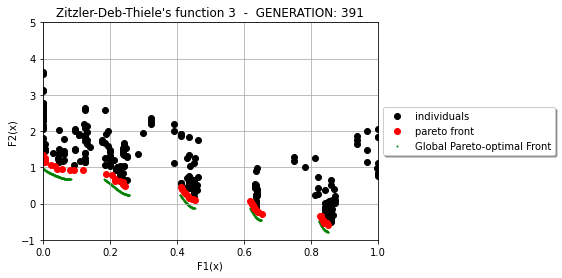 Zitzler-Deb-Thiele's function 3 - GENERATION: 391
5
4
3
2
1
0
−1
F2(x)
0.0 0.2 0.4 0.6 0.8 1.0
F1(x)
individuals
pareto front
Global Pareto-optimal Front